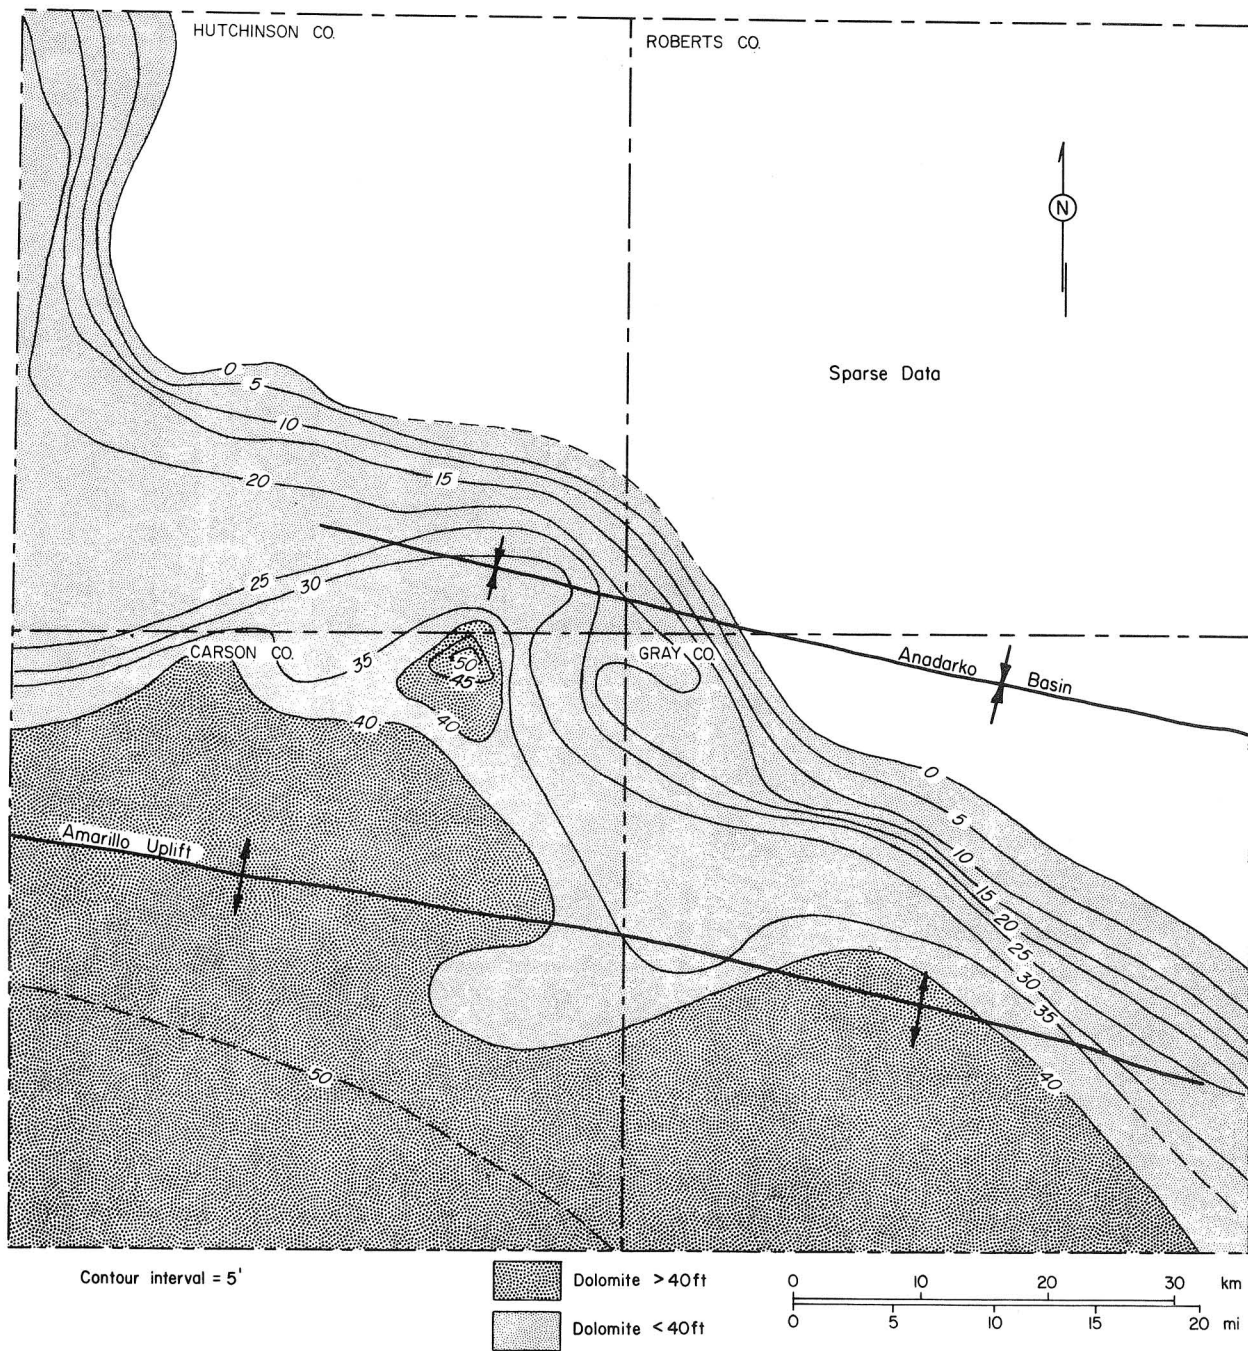 HUTCHINSON CO.
ROBERTS CO.
N
Sparse Data
0
5
10
15
20
25
30
CARSON CO.
35
50
45
40
40
GRAY CO.
Anadarko Basin
0
5
10
15
20
25
30
35
40
Amarillo Uplift
50
Contour interval = 5'
Dolomite > 40ft
Dolomite < 40ft
0 10 20 30 km
0 5 10 15 20 mi